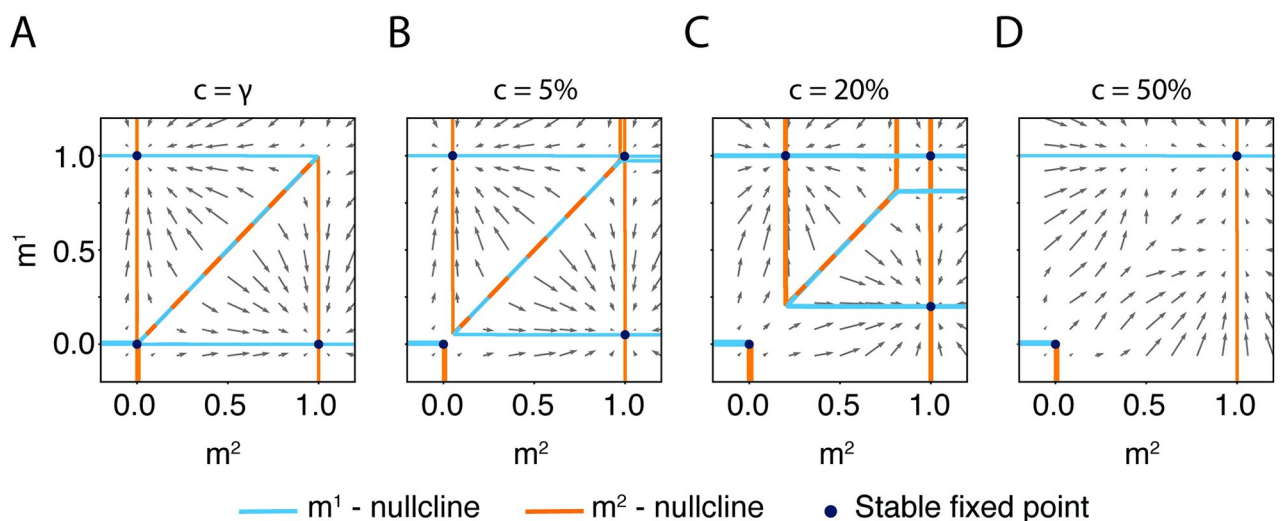 A B C D
c = γ c = 5% c = 20% c = 50%
1.0
0.5
0.0
m¹
0.0 0.5 1.0 0.0 0.5 1.0 0.0 0.5 1.0 0.0 0.5 1.0
m² m² m² m²
m¹ - nullcline m² - nullcline Stable fixed point